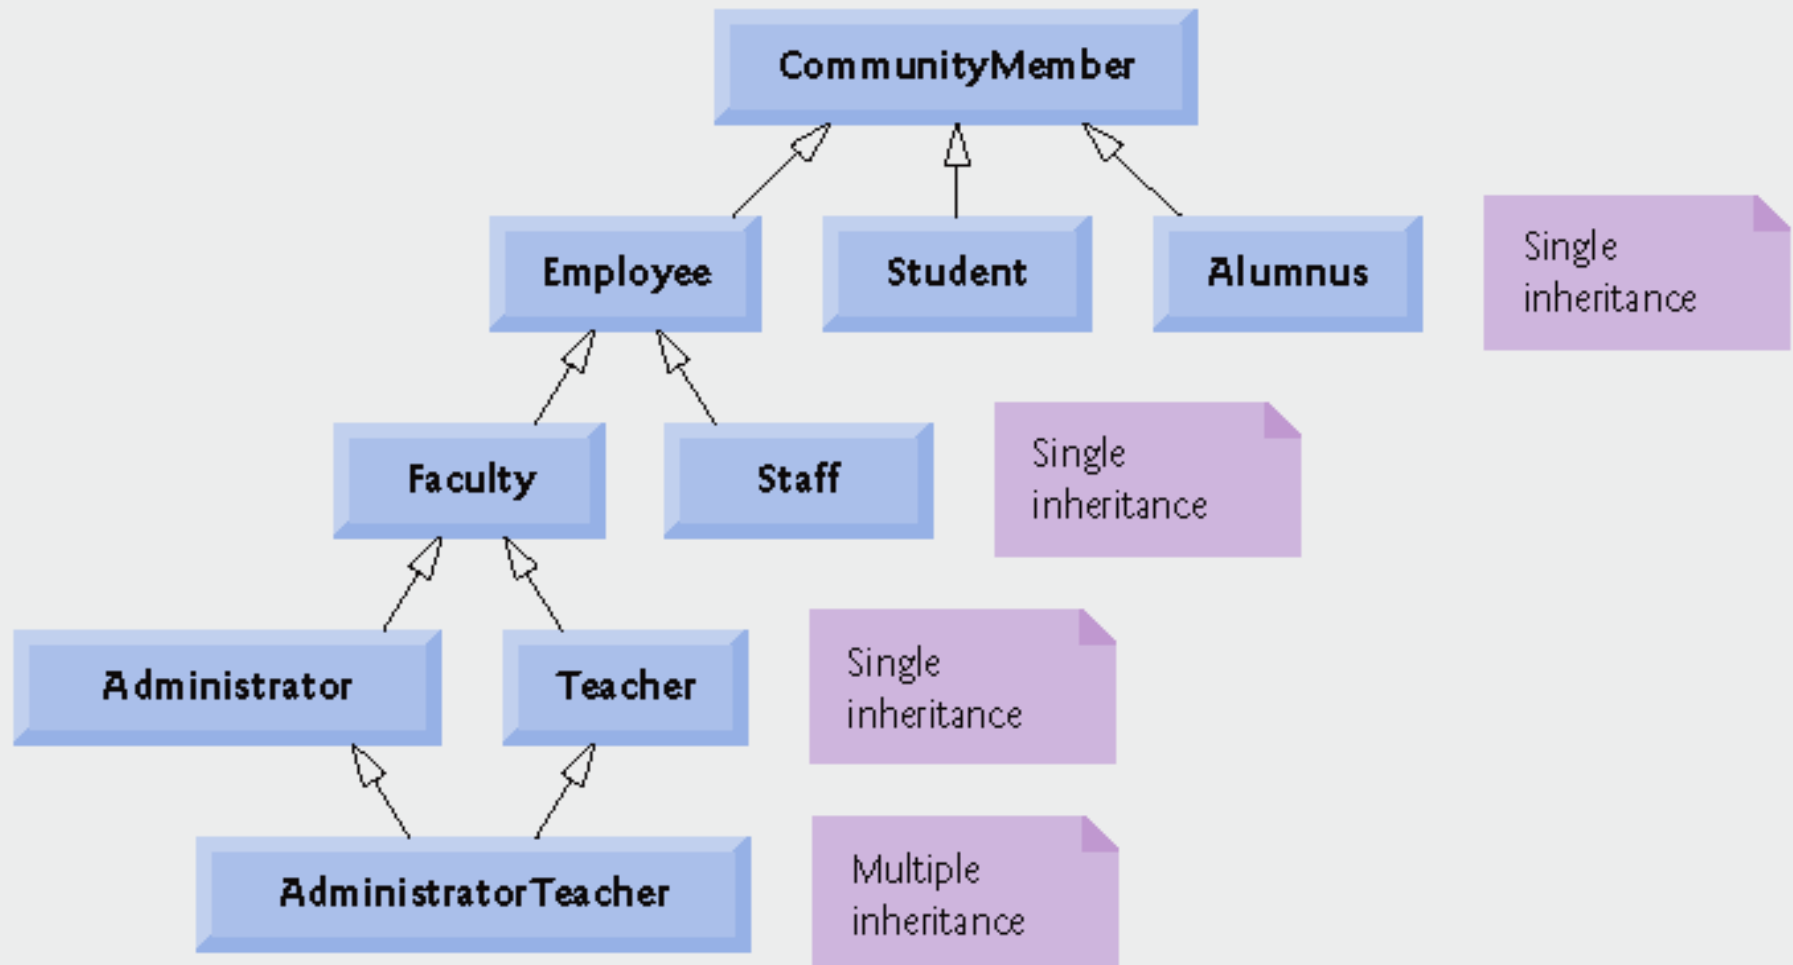 CommunityMember
Employee
Student
Alumnus
Single
inheritance
Faculty
Staff
Single
inheritance
Administrator
Teacher
Single
inheritance
AdministratorTeacher
Multiple
inheritance